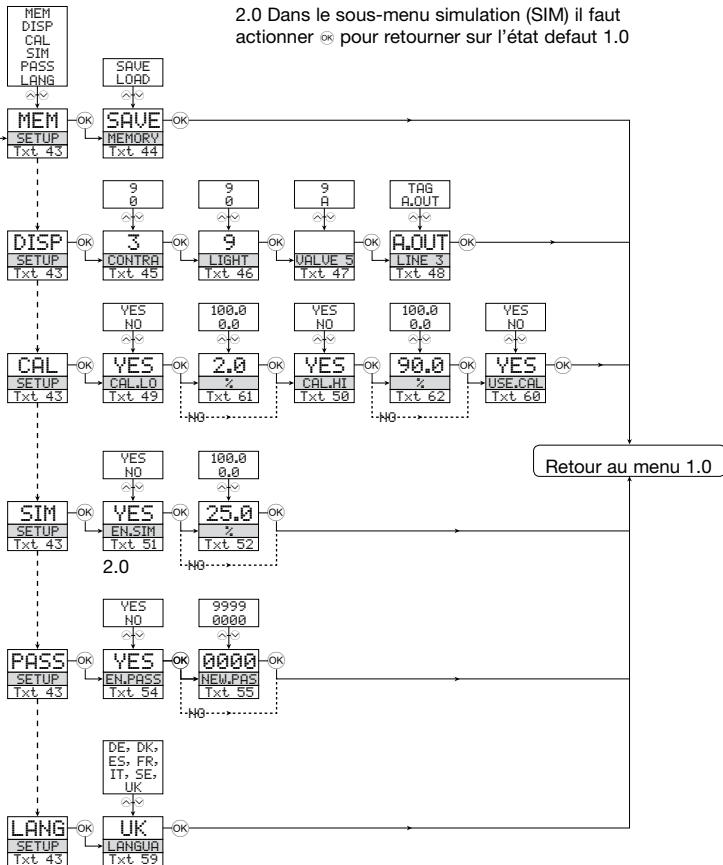 2.0 Dans le sous-menu simulation (SIM) il faut
actionner OK pour retourner sur l'état defaut 1.0
MEM
DISP
CAL
SIM
PASS
LANG
SAVE
LOAD
MEM OK SAVE OK
SETUP MEMORY
Txt 43 Txt 44
9 9 9 TAG
0 0 A A.OUT
DISP OK 3 OK 9 OK OK A.OUT OK
SETUP CONTRA LIGHT VALVE 5 LINE 3
Txt 43 Txt 45 Txt 46 Txt 47 Txt 48
YES 100.0 YES 100.0 YES
NO 0.0 NO 0.0 NO
CAL OK YES OK 2.0 OK YES OK 90.0 OK YES OK
SETUP CAL.LO % CAL.HI % USE.CAL
Txt 43 Txt 49 Txt 61 Txt 50 Txt 62 Txt 60
NO NO
Retour au menu 1.0
YES 100.0
NO 0.0
SIM OK YES OK 25.0 OK
SETUP EN.SIM %
Txt 43 Txt 51 Txt 52
2.0 NO
YES 9999
NO 0000
PASS OK YES OK 0000 OK
SETUP EN.PASS NEW.PAS
Txt 43 Txt 54 Txt 55
NO
DE, DK,
ES, FR,
IT, SE,
UK
LANG OK UK OK
SETUP LANGUA
Txt 43 Txt 59